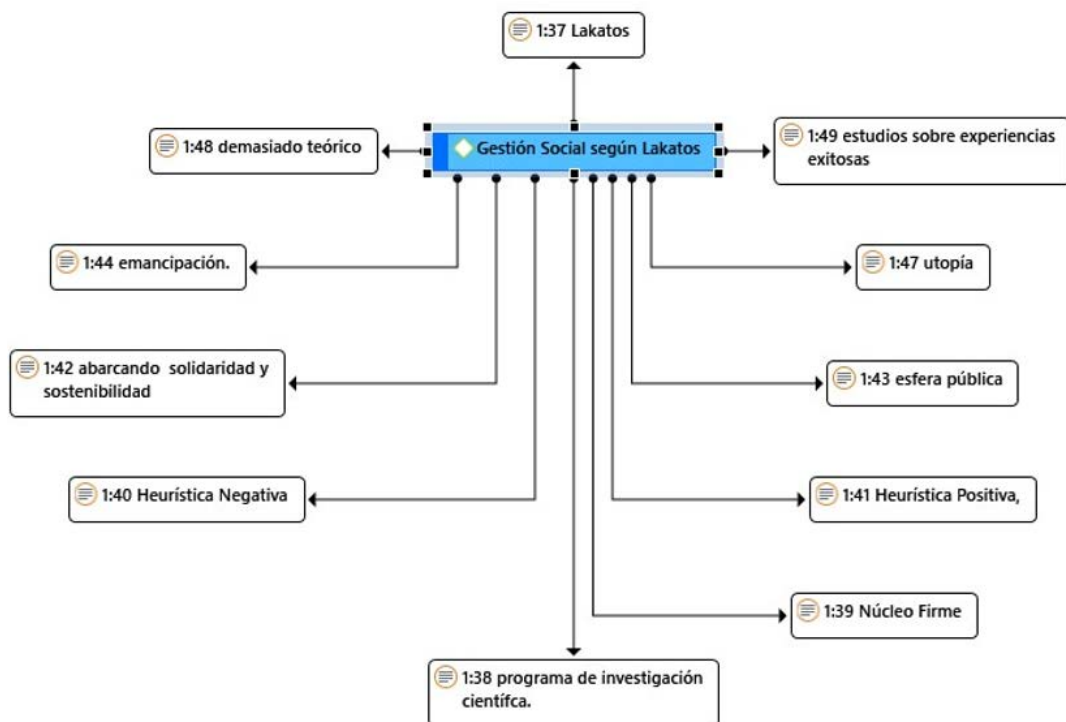 1:37 Lakatos
1:48 demasiado teórico
Gestión Social según Lakatos
1:49 estudios sobre experiencias
exitosas
1:44 emancipación.
1:47 utopía
1:42 abarcando  solidaridad y
sostenibilidad
1:43 esfera pública
1:40 Heurística Negativa
1:41 Heurística Positiva,
1:39 Núcleo Firme
1:38 programa de investigación
científca.